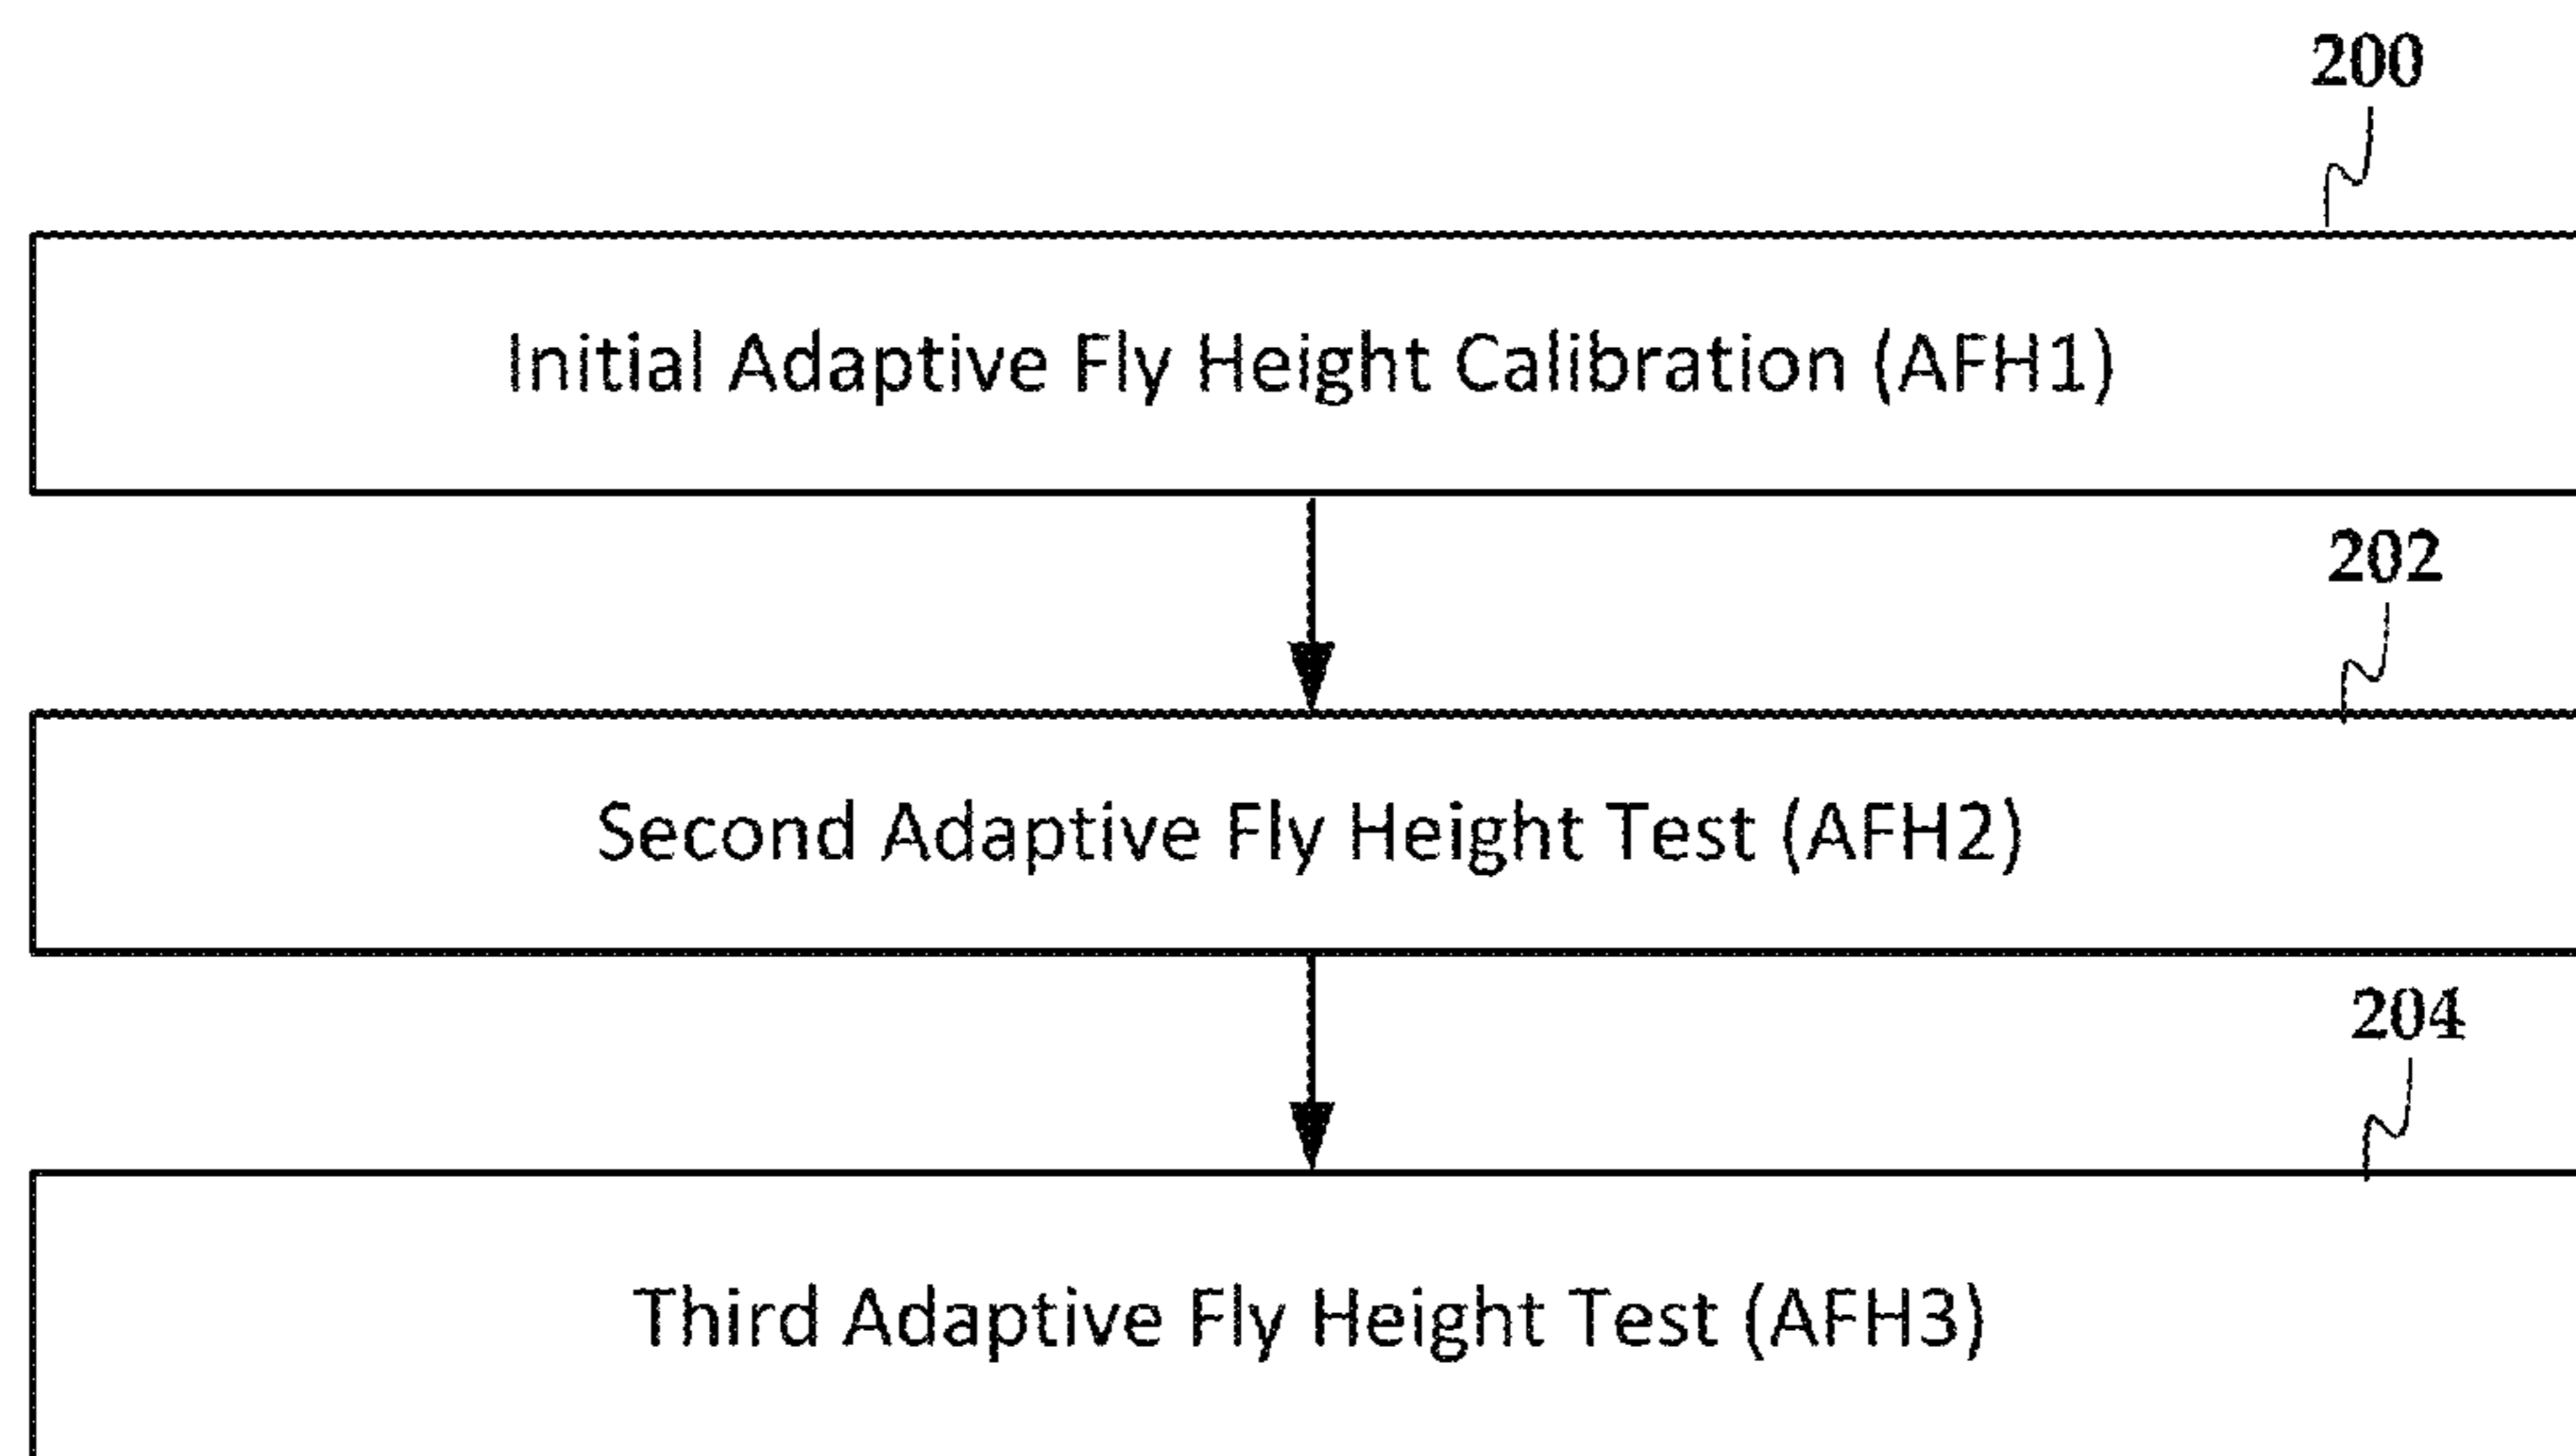 200
Initial Adaptive Fly Height Calibration (AFH1)
202
Second Adaptive Fly Height Test (AFH2)
204
Third Adaptive Fly Height Test (AFH3)